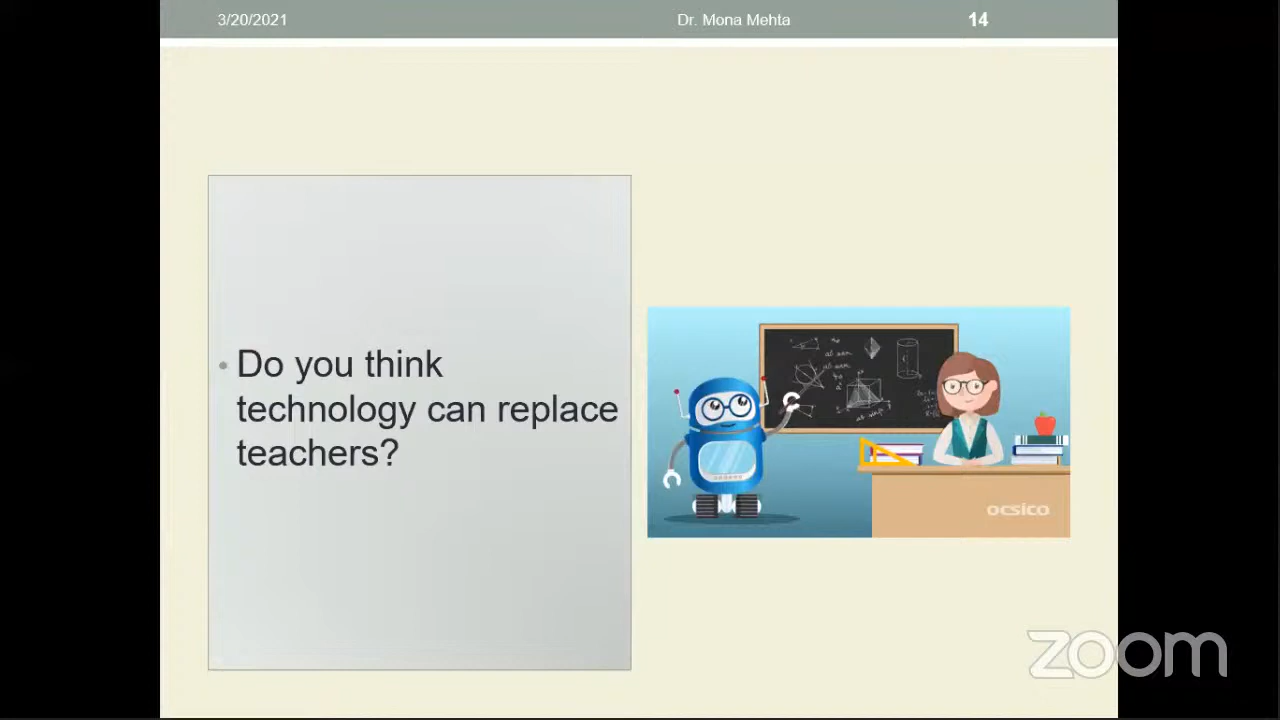 3/20/2021
Dr. Mona Mehta
14
• Do you think
technology can replace
teachers?
ocsico
zoom